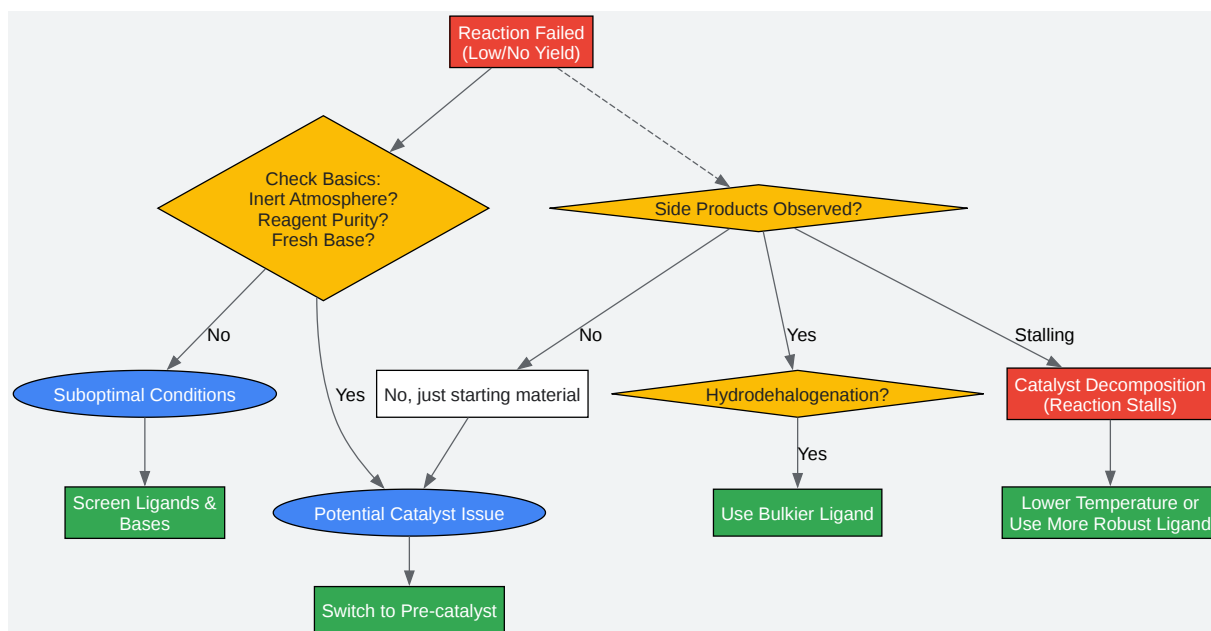 Reaction Failed
(Low/No Yield)
Check Basics:
Inert Atmosphere?
Reagent Purity?
Fresh Base?
Side Products Observed?
No
No
Yes
Stalling
Suboptimal Conditions
Yes
No, just starting material
Hydrodehalogenation?
Catalyst Decomposition
(Reaction Stalls)
Yes
Screen Ligands &
Bases
Potential Catalyst Issue
Use Bulkier Ligand
Lower Temperature or
Use More Robust Ligand
Switch to Pre-catalyst